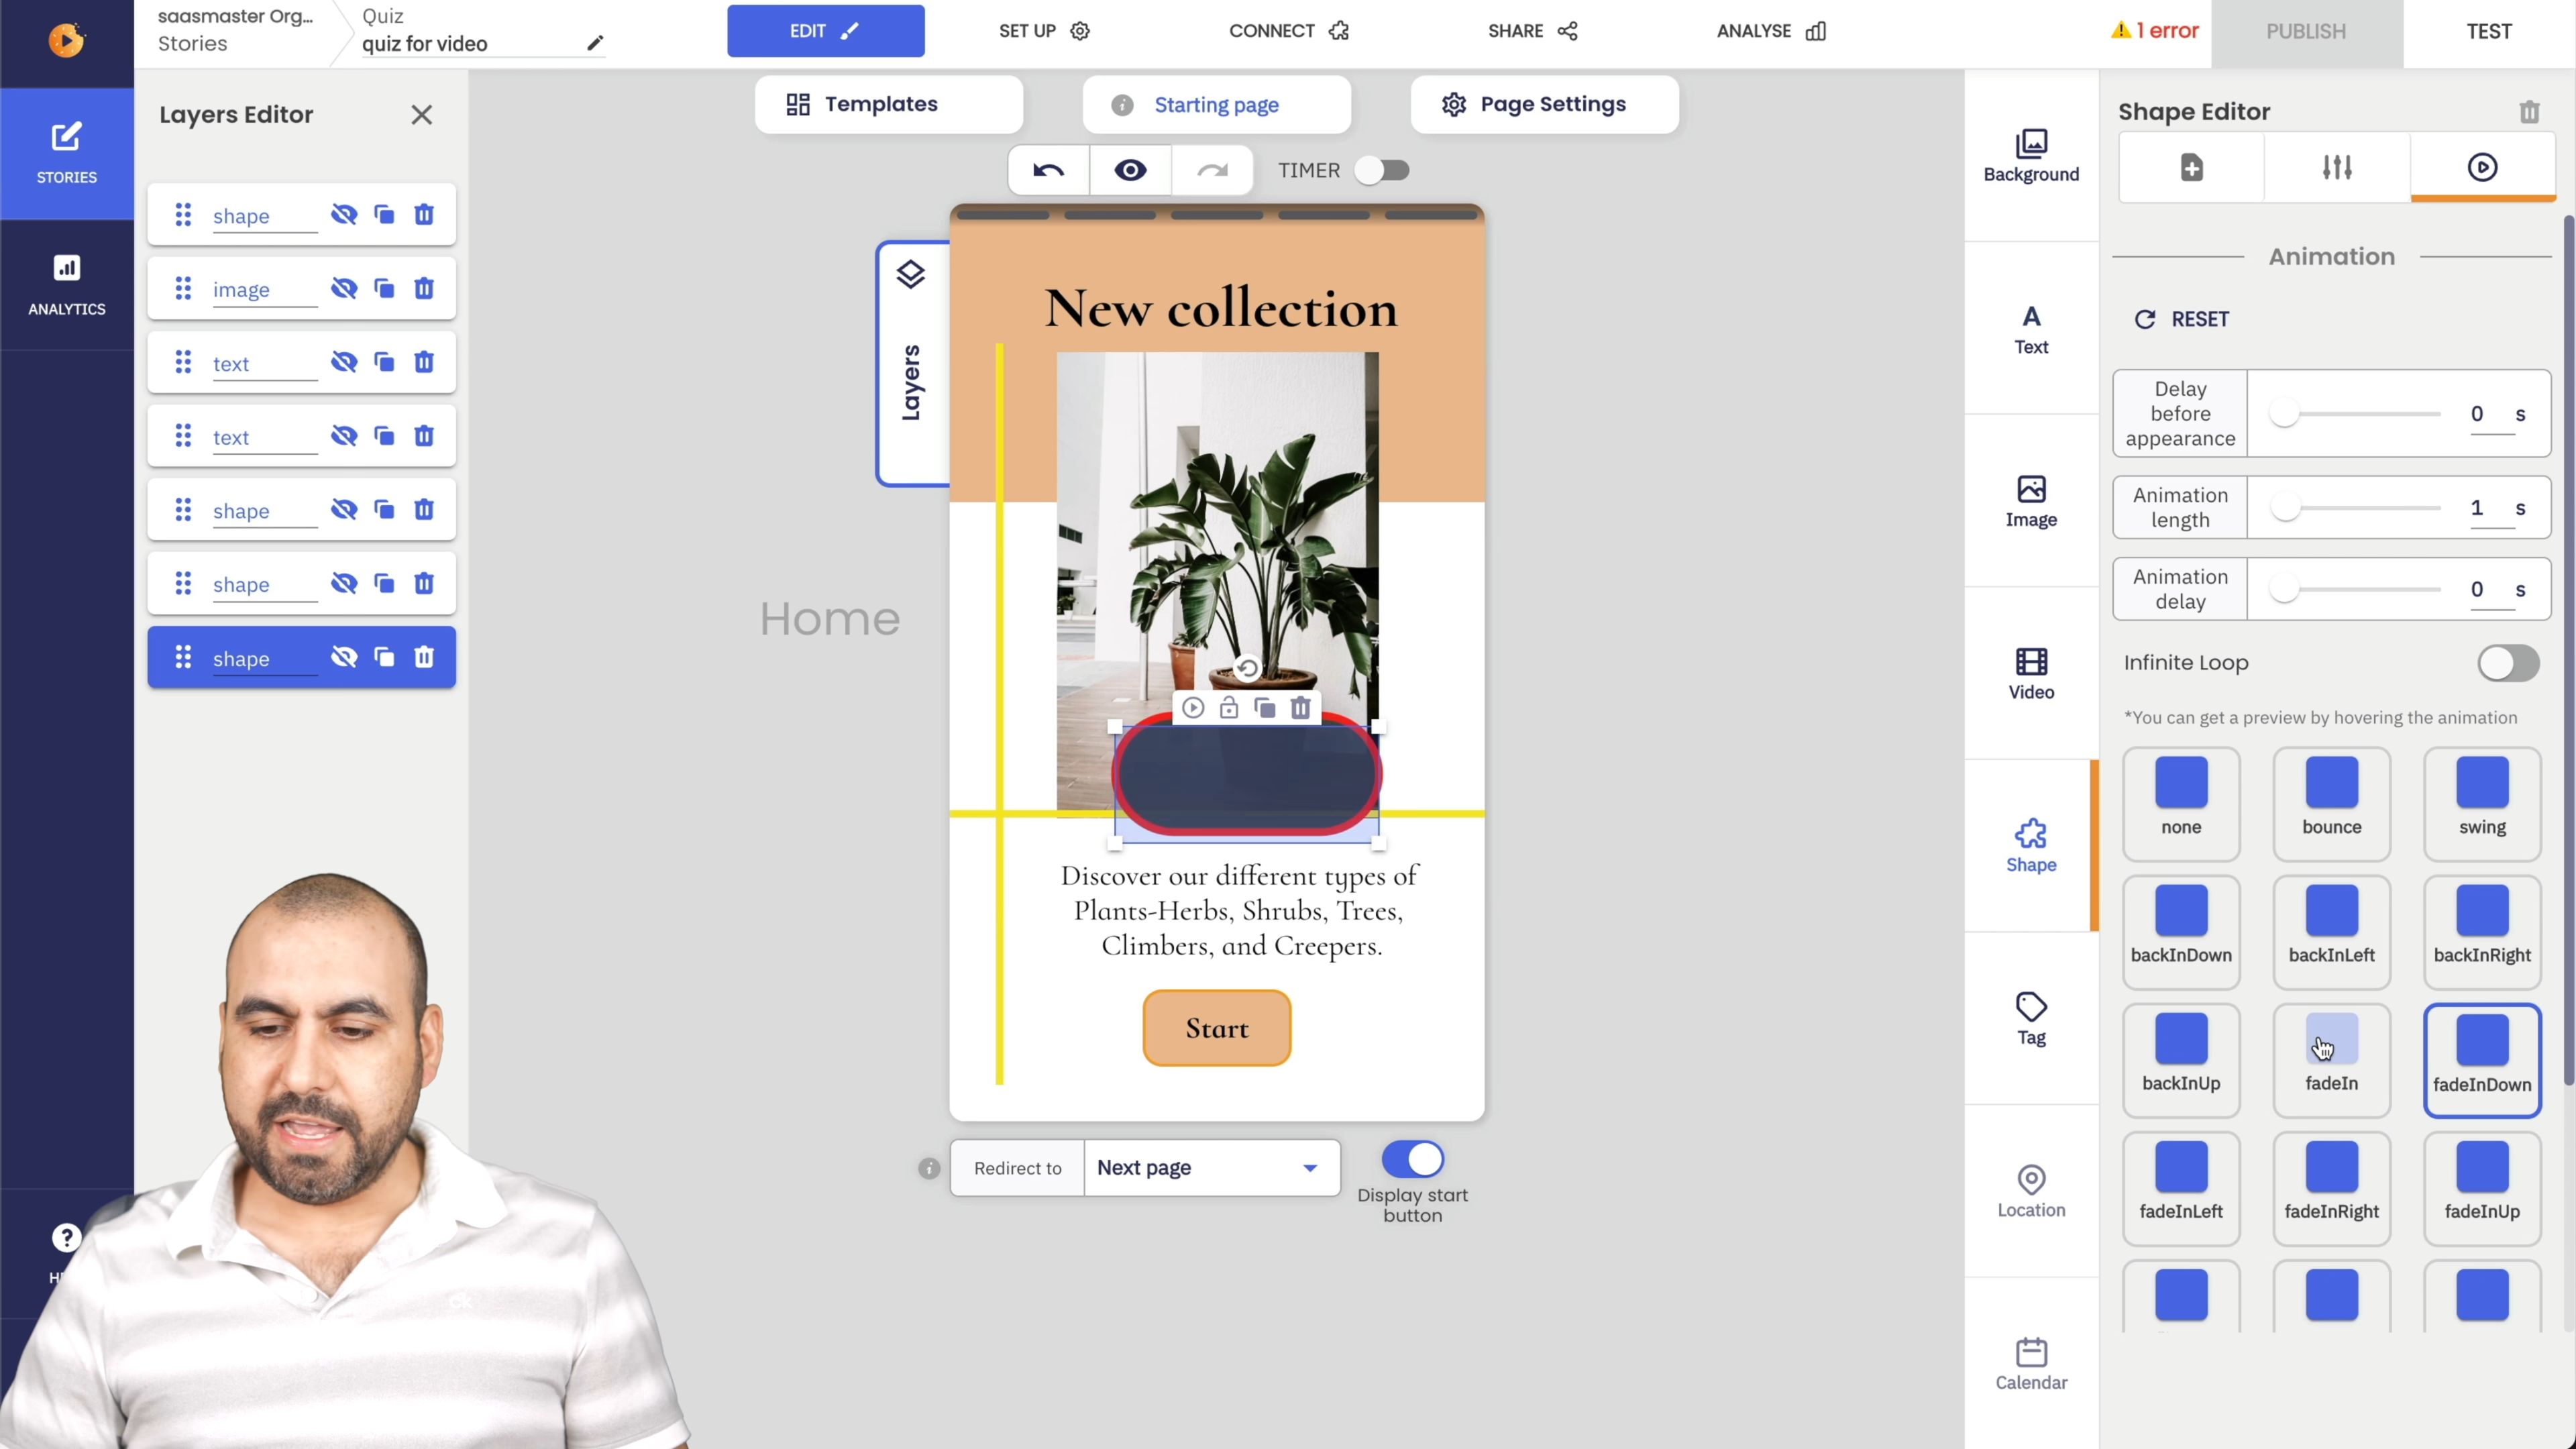 saasmaster Org...
Stories
Quiz
quiz for video
EDIT
SET UP
CONNECT
SHARE
ANALYSE
1 error
PUBLISH
TEST
STORIES
ANALYTICS
Layers Editor
shape
image
text
text
shape
shape
shape
Templates
Starting page
Page Settings
TIMER
Layers
Home
New collection
Discover our different types of
Plants-Herbs, Shrubs, Trees,
Climbers, and Creepers.
Start
Redirect to
Next page
Display start
button
Background
Text
Image
Video
Shape
Tag
Location
Calendar
Shape Editor
Animation
RESET
Delay
before
appearance
0 s
Animation
length
1 s
Animation
delay
0 s
Infinite Loop
*You can get a preview by hovering the animation
none
bounce
swing
backInDown
backInLeft
backInRight
backInUp
fadeIn
fadeInDown
fadeInLeft
fadeInRight
fadeInUp